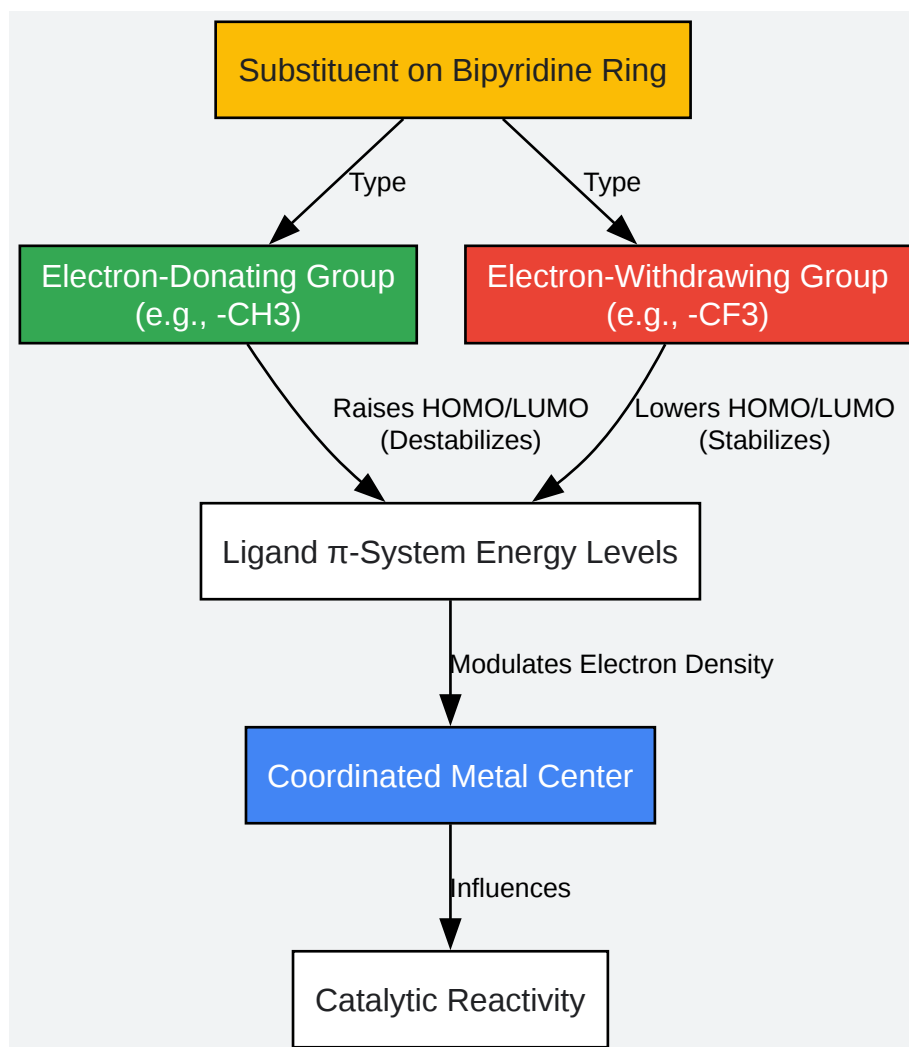 Substituent on Bipyridine Ring
Type
Type
Electron-Donating Group
(e.g., -CH3)
Electron-Withdrawing Group
(e.g., -CF3)
Raises HOMO/LUMO
(Destabilizes)
Lowers HOMO/LUMO
(Stabilizes)
Ligand π-System Energy Levels
Modulates Electron Density
Coordinated Metal Center
Influences
Catalytic Reactivity